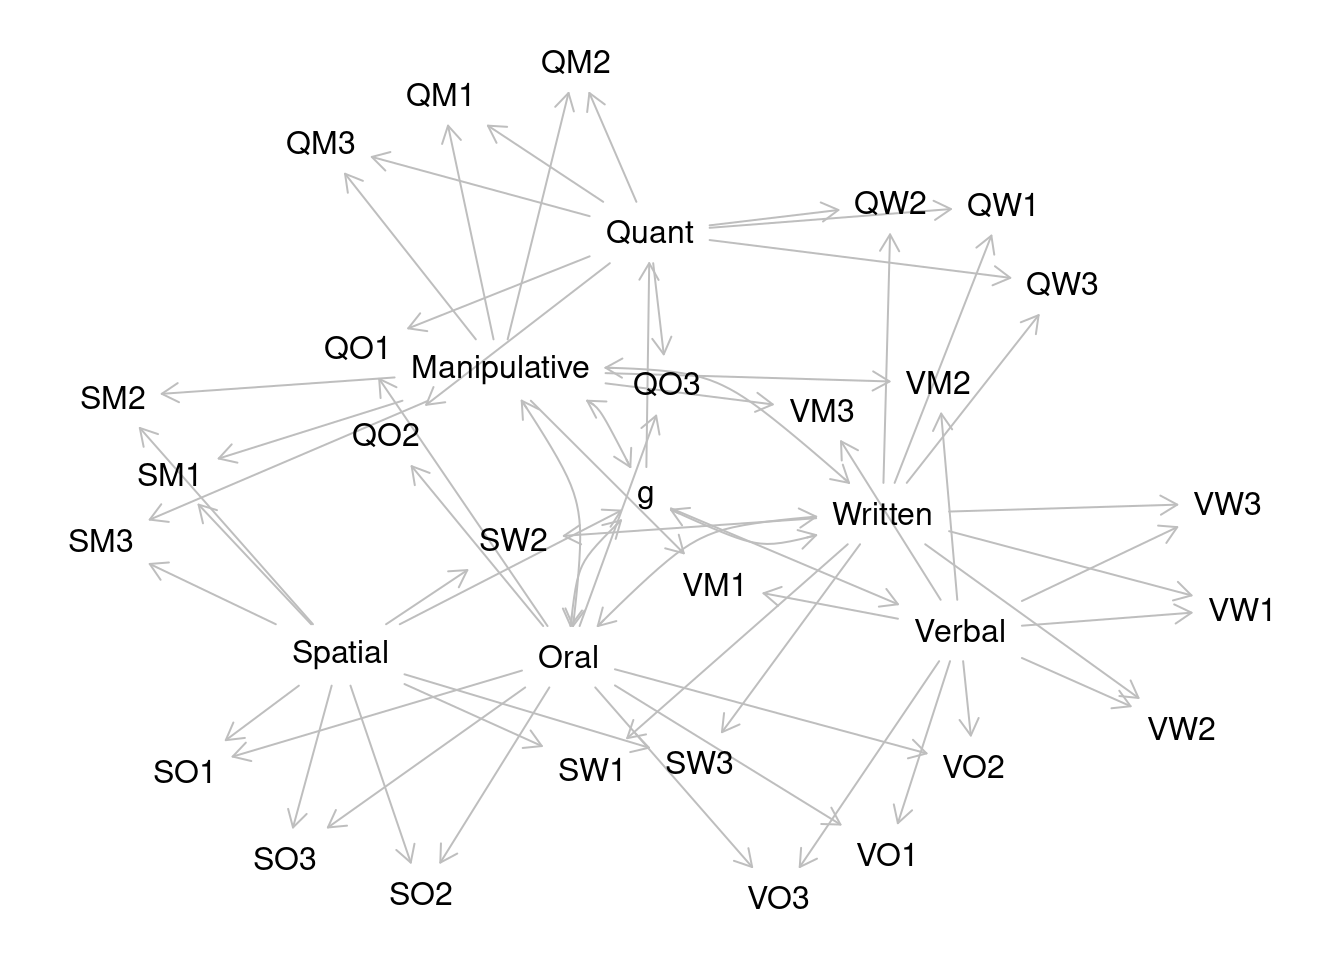 QM2
QM1
QM3
QW2
QW1
Quant
QW3
QO1
Manipulative
QO3
VM2
SM2
VM3
QO2
SM1
g
VW3
Written
SM3
SW2
VM1
VW1
Verbal
Spatial
Oral
VW2
SO1
SW1
SW3
VO2
SO3
VO1
SO2
VO3